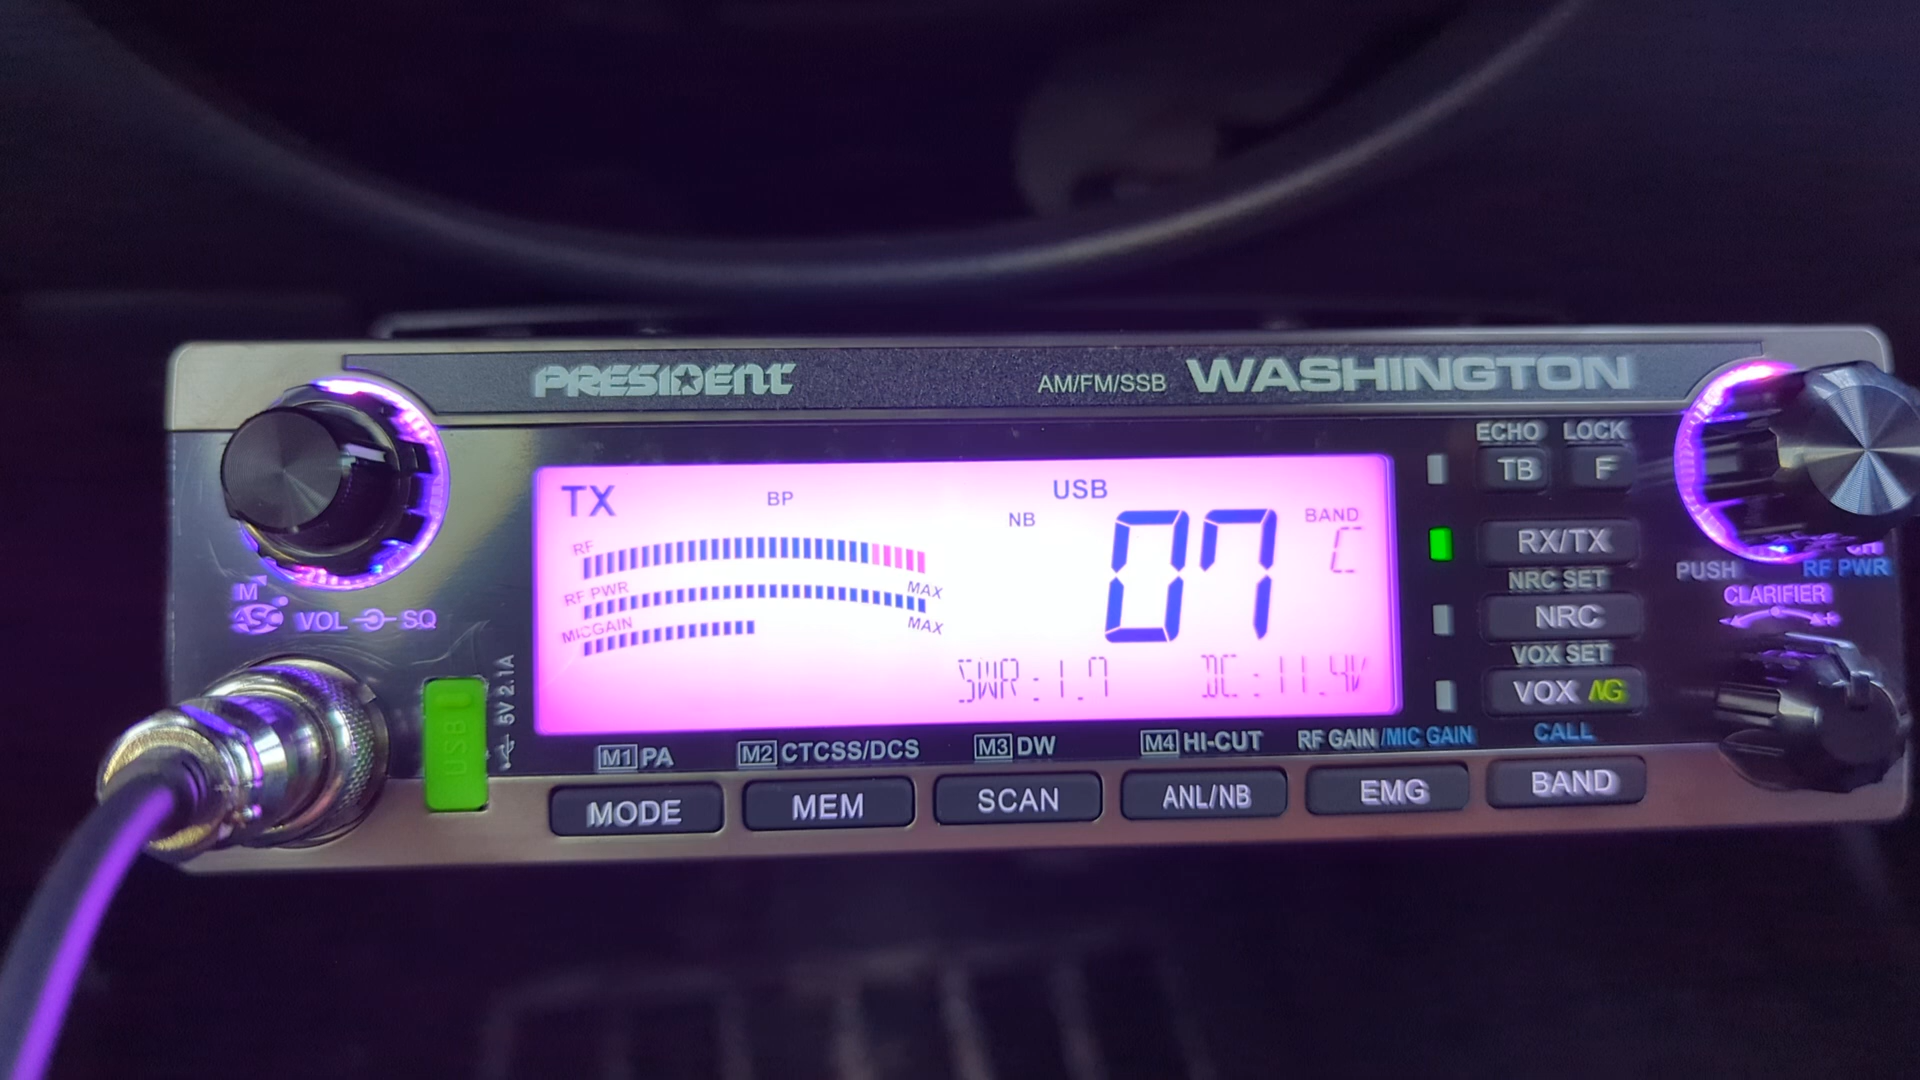 PRESIDENT
AM/FM/SSB WASHINGTON
ECHO LOCK
TB F
TX BP USB
NB 07 BAND C
RF
RF PWR MAX
MIC GAIN MAX
SWR:1.7 DC:11.4V
RX/TX
NRC SET
NRC
VOX SET
VOX NG
CALL
PUSH RF PWR
CLARIFIER
- +
M
ASC VOL SQ
USB
5V 2.1A
M1 PA M2 CTCSS/DCS M3 DW M4 HI-CUT RF GAIN/MIC GAIN
MODE MEM SCAN ANL/NB EMG BAND